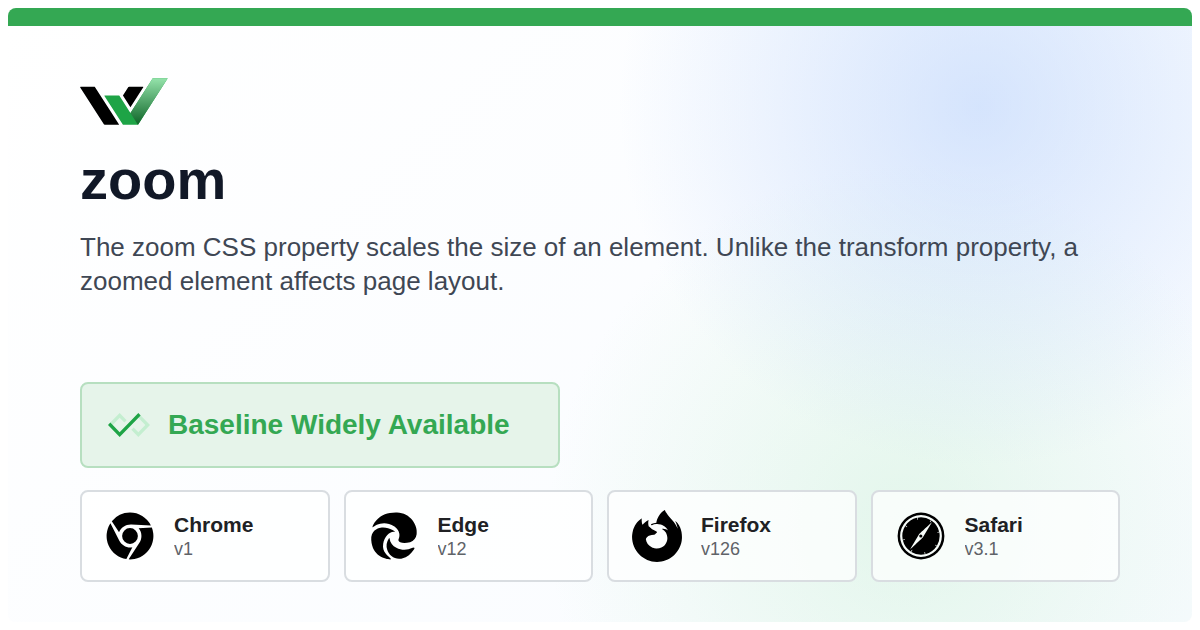 zoom
The zoom CSS property scales the size of an element. Unlike the transform property, a
zoomed element affects page layout.
Baseline Widely Available
Chrome
v1
Edge
v12
Firefox
v126
Safari
v3.1